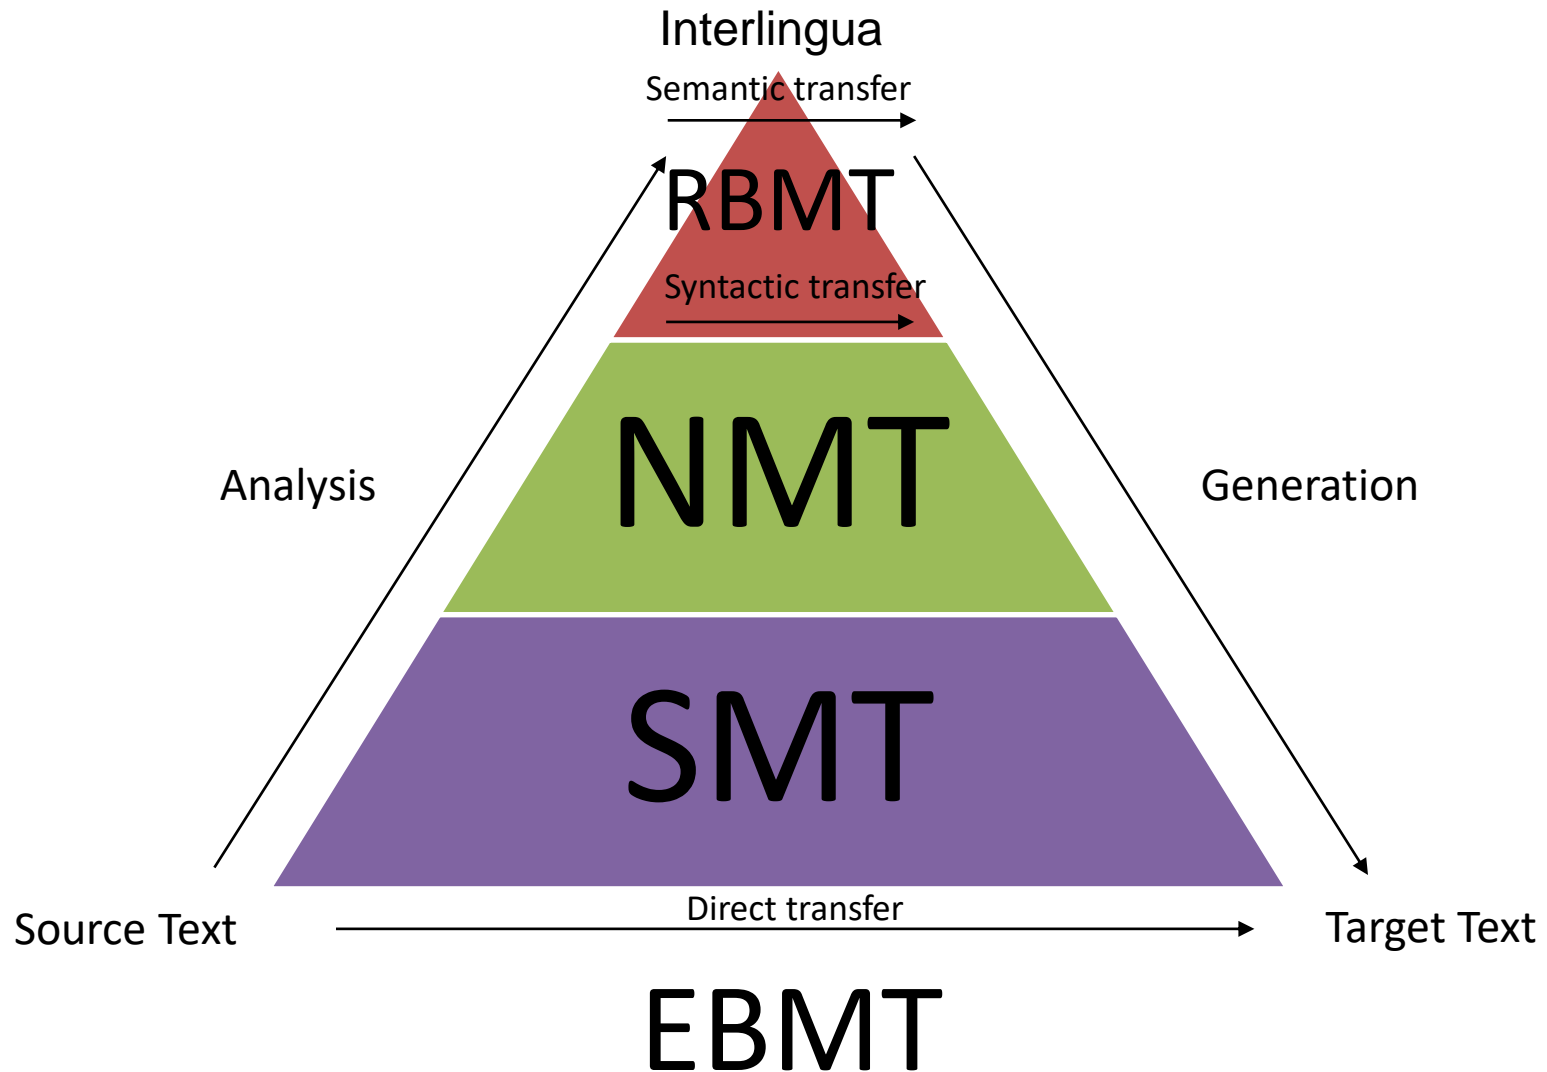 Interlingua
Semantic transfer
RBMT
Syntactic transfer
NMT
Analysis
Generation
SMT
Direct transfer
Source Text
Target Text
EBMT